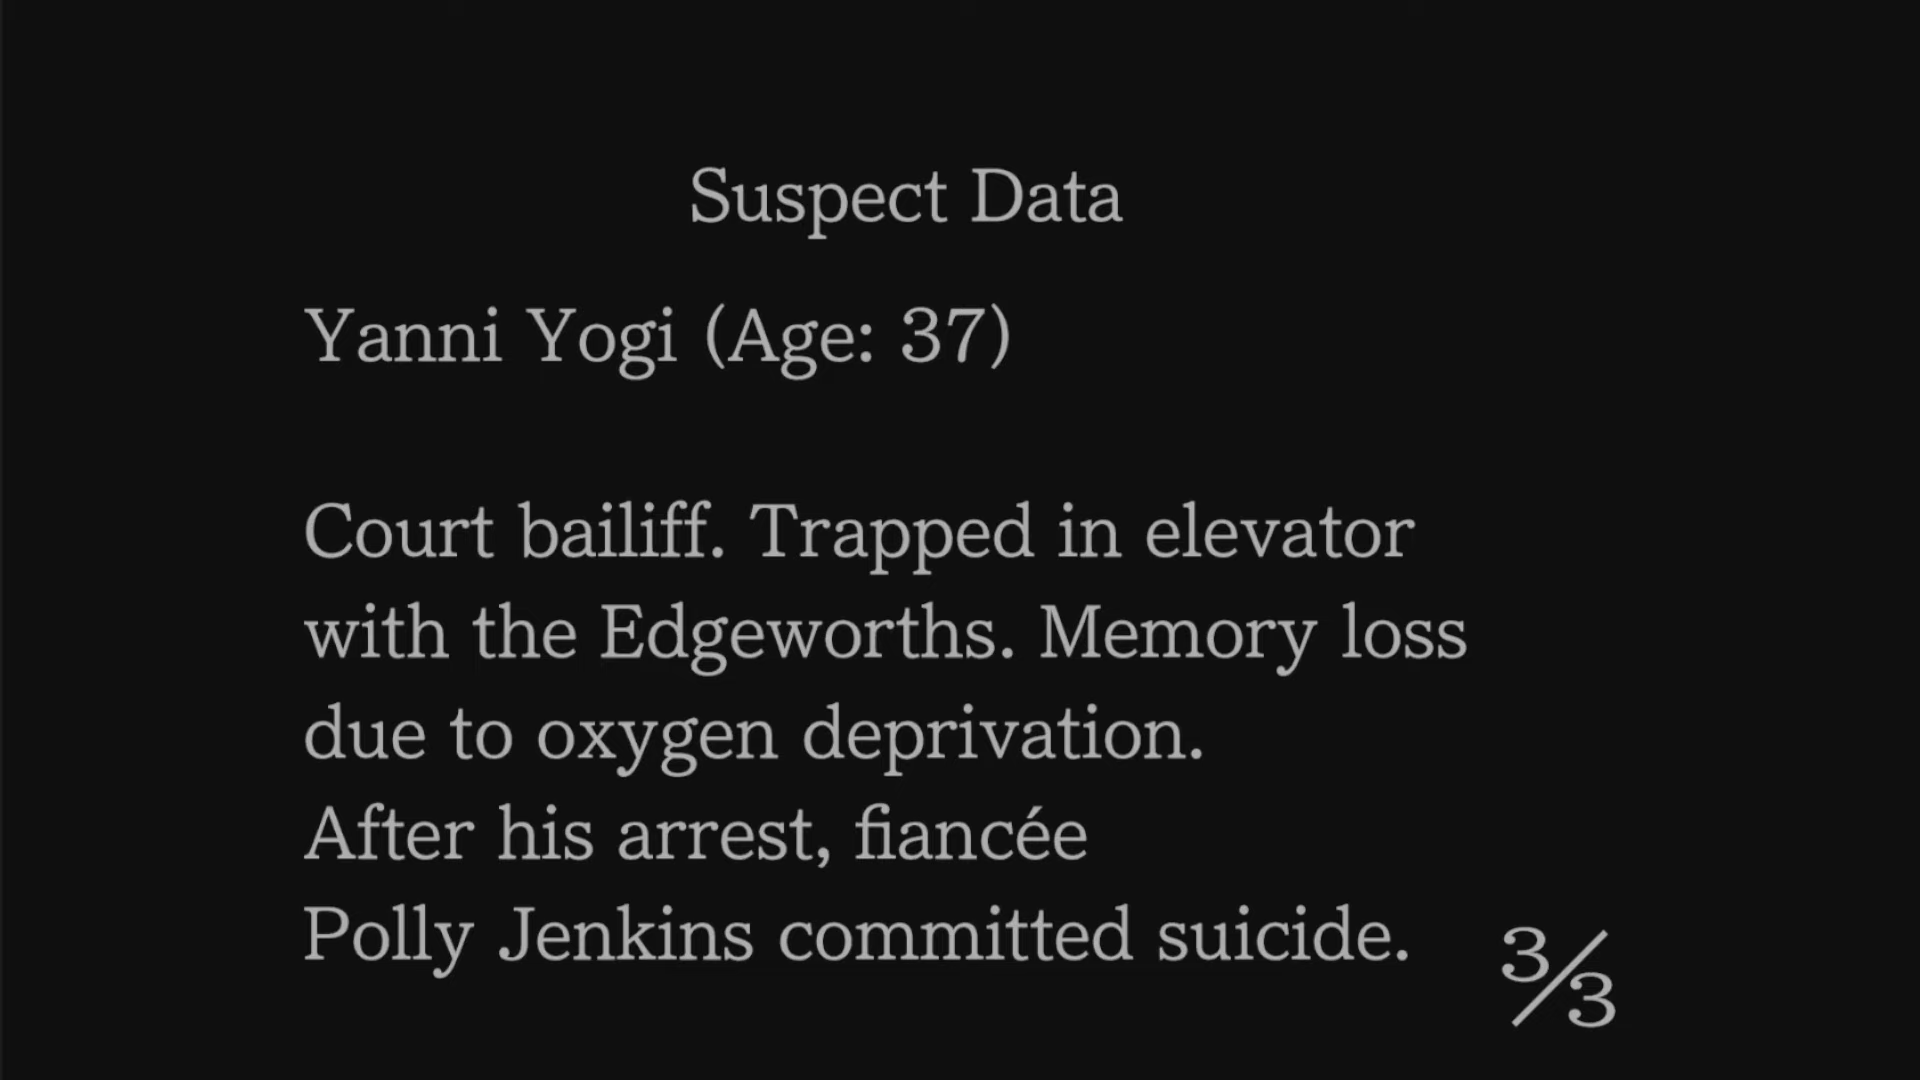 Suspect Data
Yanni Yogi (Age: 37)
Court bailiff. Trapped in elevator
with the Edgeworths. Memory loss
due to oxygen deprivation.
After his arrest, fiancée
Polly Jenkins committed suicide.
3/3